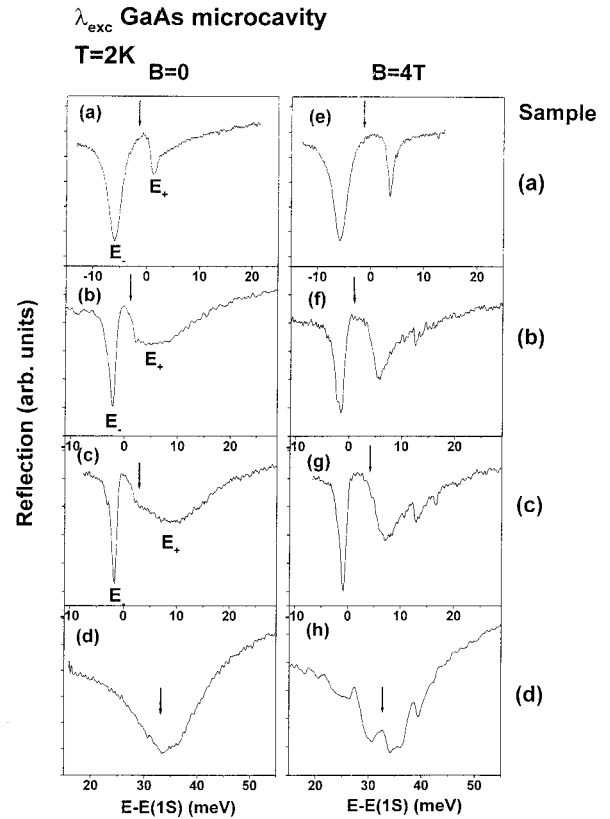 λexc GaAs microcavity
T=2K
B=0
B=4T
Sample
Reflection (arb. units)
(a)
E+
E-
-10 0 10 20
(e)
-10 0 10 20
(a)
(b)
E+
E-
-10 0 10 20
(f)
-10 0 10 20
(b)
(c)
E+
E-
-10 0 10 20
(g)
-10 0 10 20
(c)
(d)
20 30 40 50
E-E(1S) (meV)
(h)
20 30 40 50
E-E(1S) (meV)
(d)